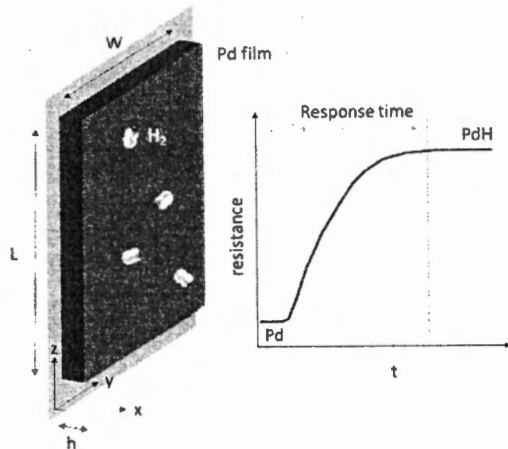 W
Pd film
H₂
L
z
y
x
h
Response time
PdH
resistance
Pd
t